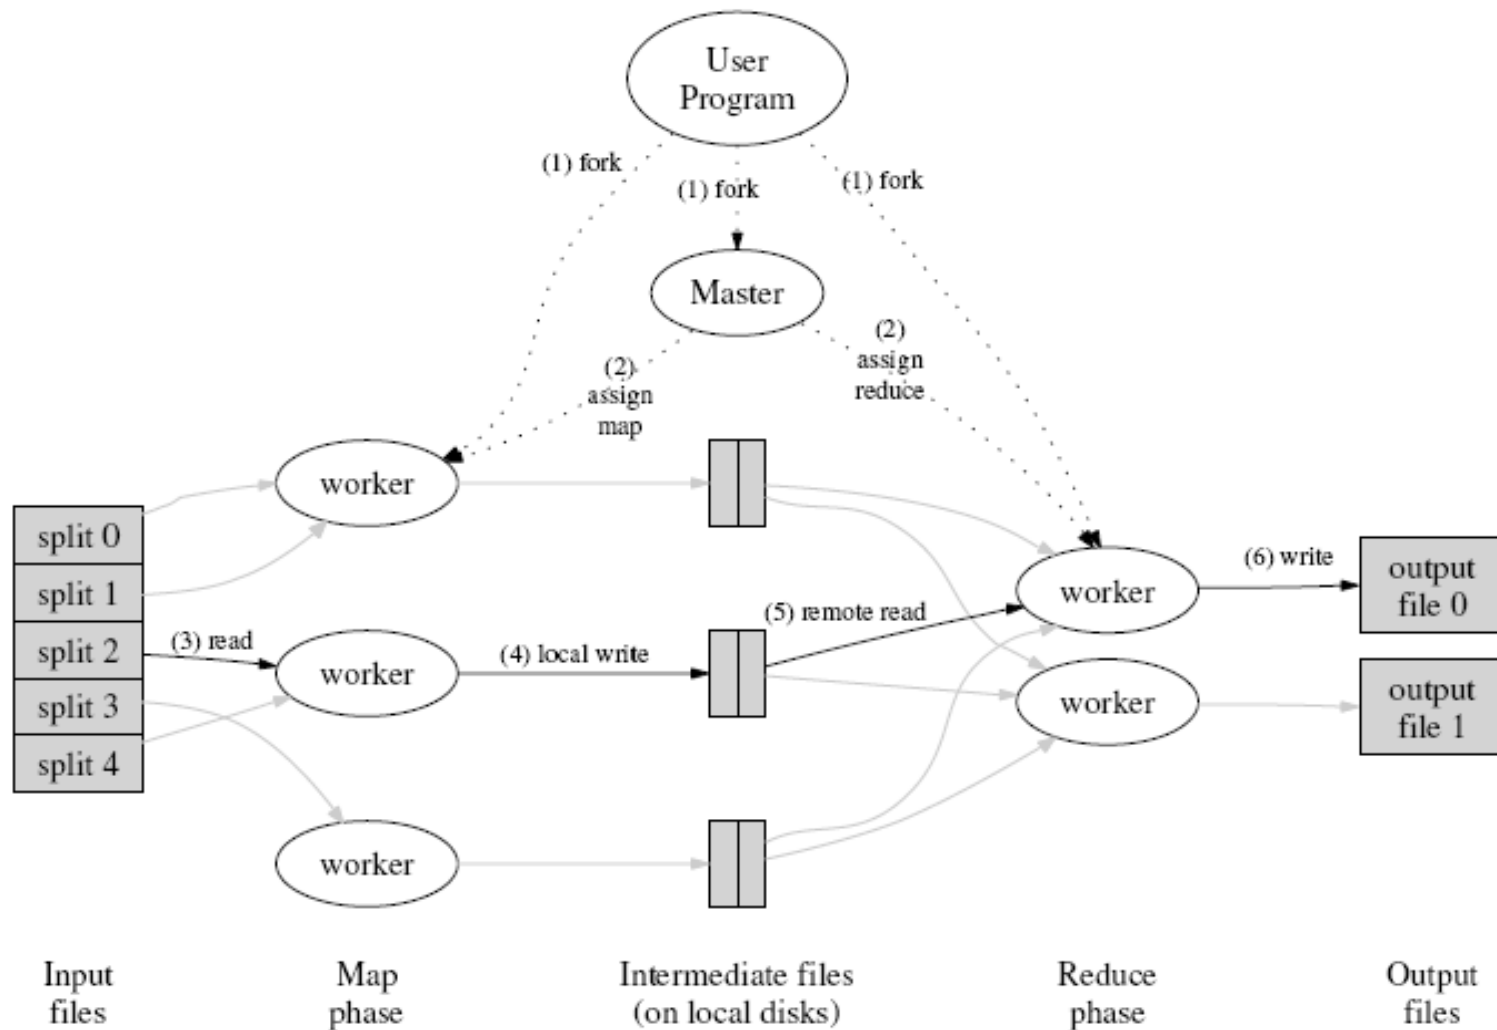 User
Program
(1) fork
(1) fork
(1) fork
Master
(2)
assign
map
(2)
assign
reduce
worker
split 0
split 1
split 2
split 3
split 4
(3) read
worker
(4) local write
(5) remote read
worker
(6) write
output
file 0
worker
output
file 1
worker
Input
files
Map
phase
Intermediate files
(on local disks)
Reduce
phase
Output
files